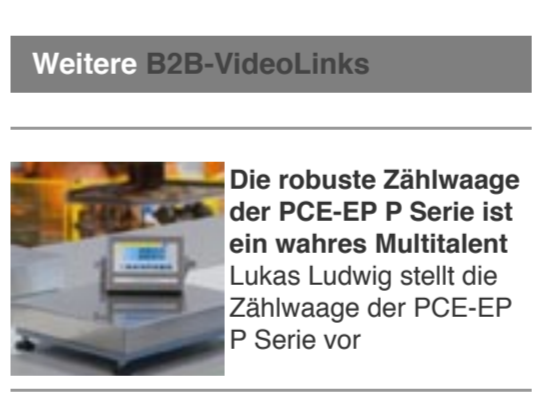 Weitere B2B-VideoLinks
Die robuste Zählwaage
der PCE-EP P Serie ist
ein wahres Multitalent
Lukas Ludwig stellt die
Zählwaage der PCE-EP
P Serie vor